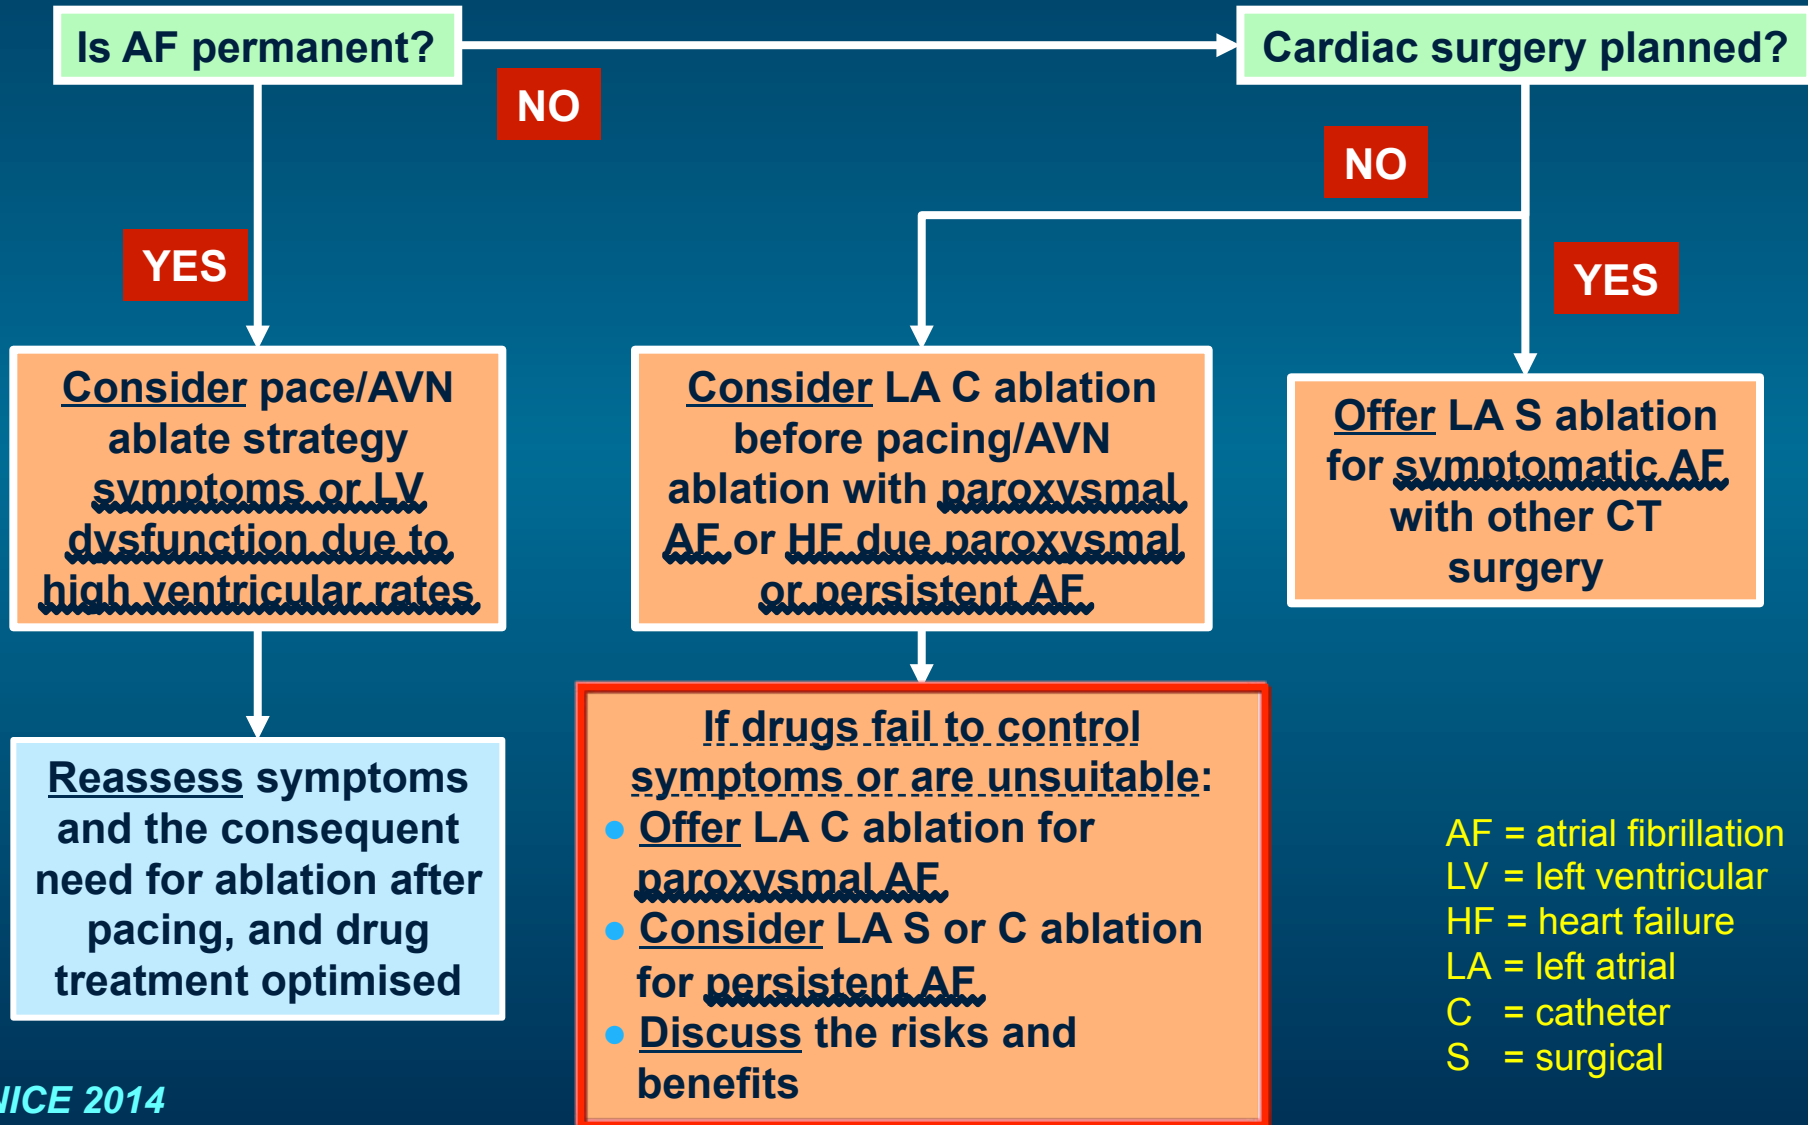 Is AF permanent?
NO
Cardiac surgery planned?
NO
YES
YES
Consider pace/AVN
ablate strategy
symptoms or LV
dysfunction due to
high ventricular rates
Consider LA C ablation
before pacing/AVN
ablation with paroxysmal
AF or HF due paroxysmal
or persistent AF
Offer LA S ablation
for symptomatic AF
with other CT
surgery
Reassess symptoms
and the consequent
need for ablation after
pacing, and drug
treatment optimised
If drugs fail to control
symptoms or are unsuitable:
● Offer LA C ablation for
paroxysmal AF
● Consider LA S or C ablation
for persistent AF
● Discuss the risks and
benefits
AF = atrial fibrillation
LV = left ventricular
HF = heart failure
LA = left atrial
C = catheter
S = surgical
NICE 2014